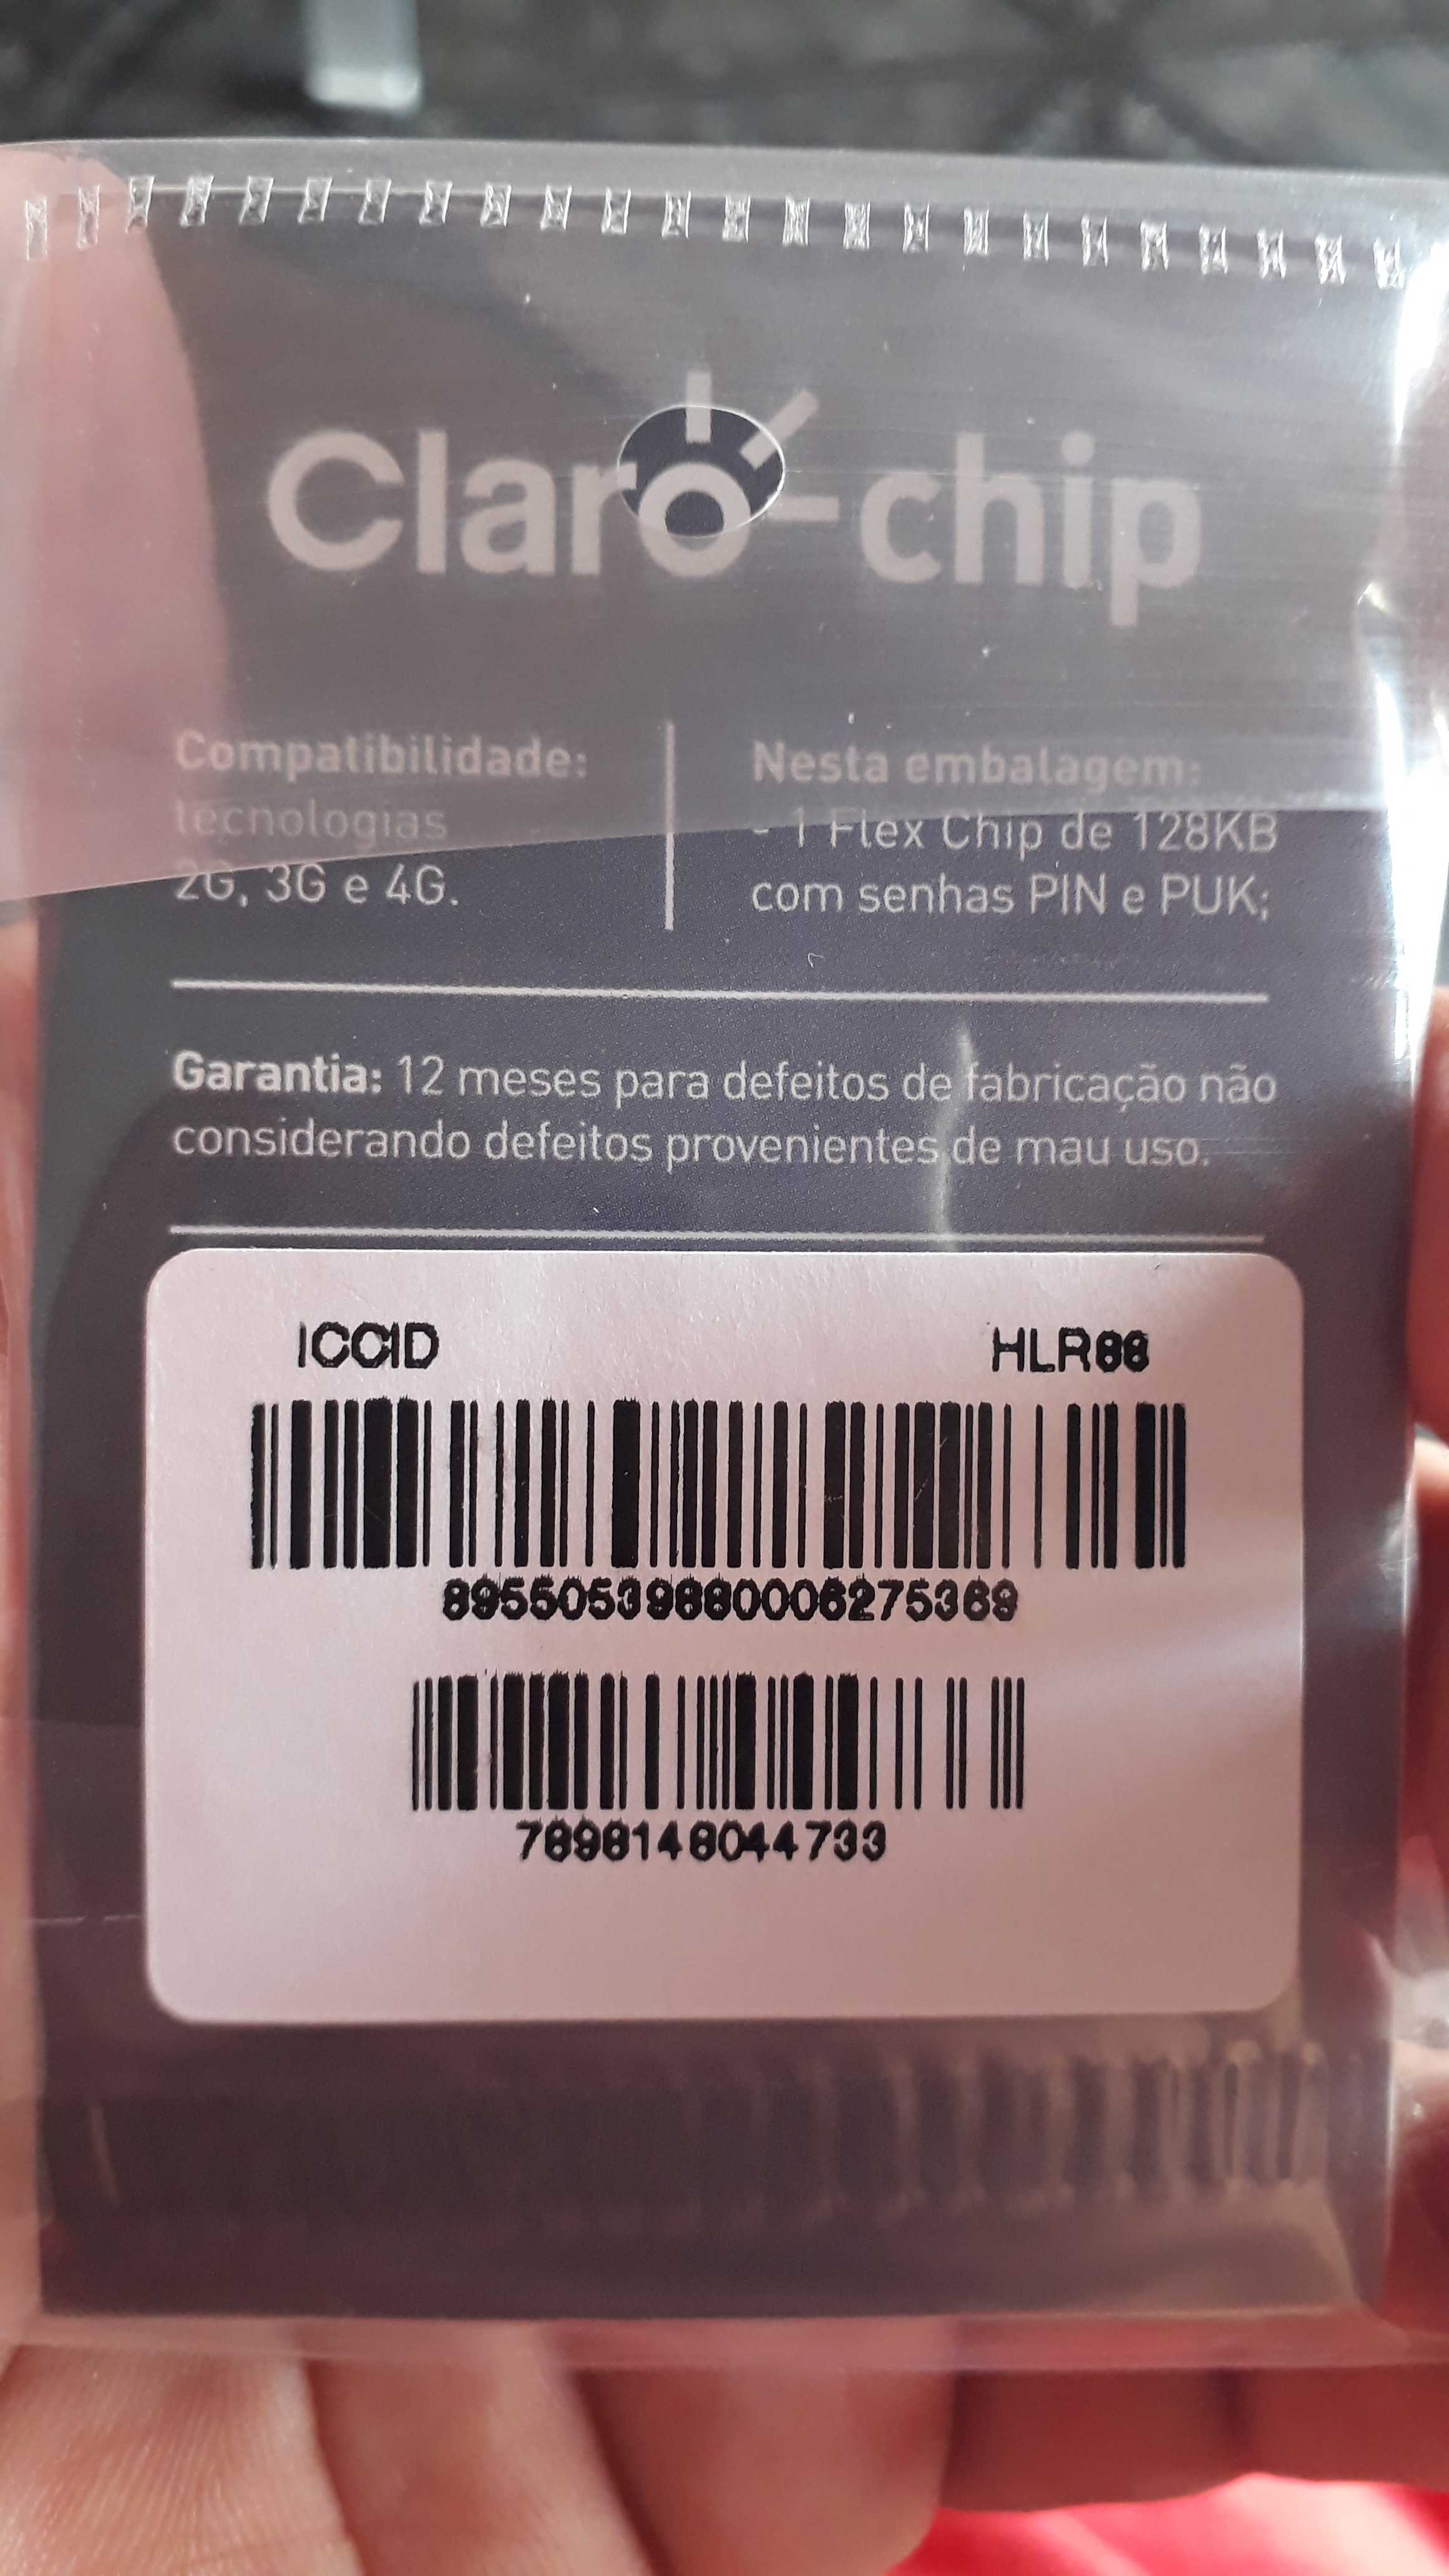 Claro-chip
Compatibilidade:
tecnologias
2G, 3G e 4G.
Nesta embalagem:
- 1 Flex Chip de 128KB
com senhas PIN e PUK;
Garantia: 12 meses para defeitos de fabricação não
considerando defeitos provenientes de mau uso.
ICCID HLR88
89550539880006275369
7898148044733